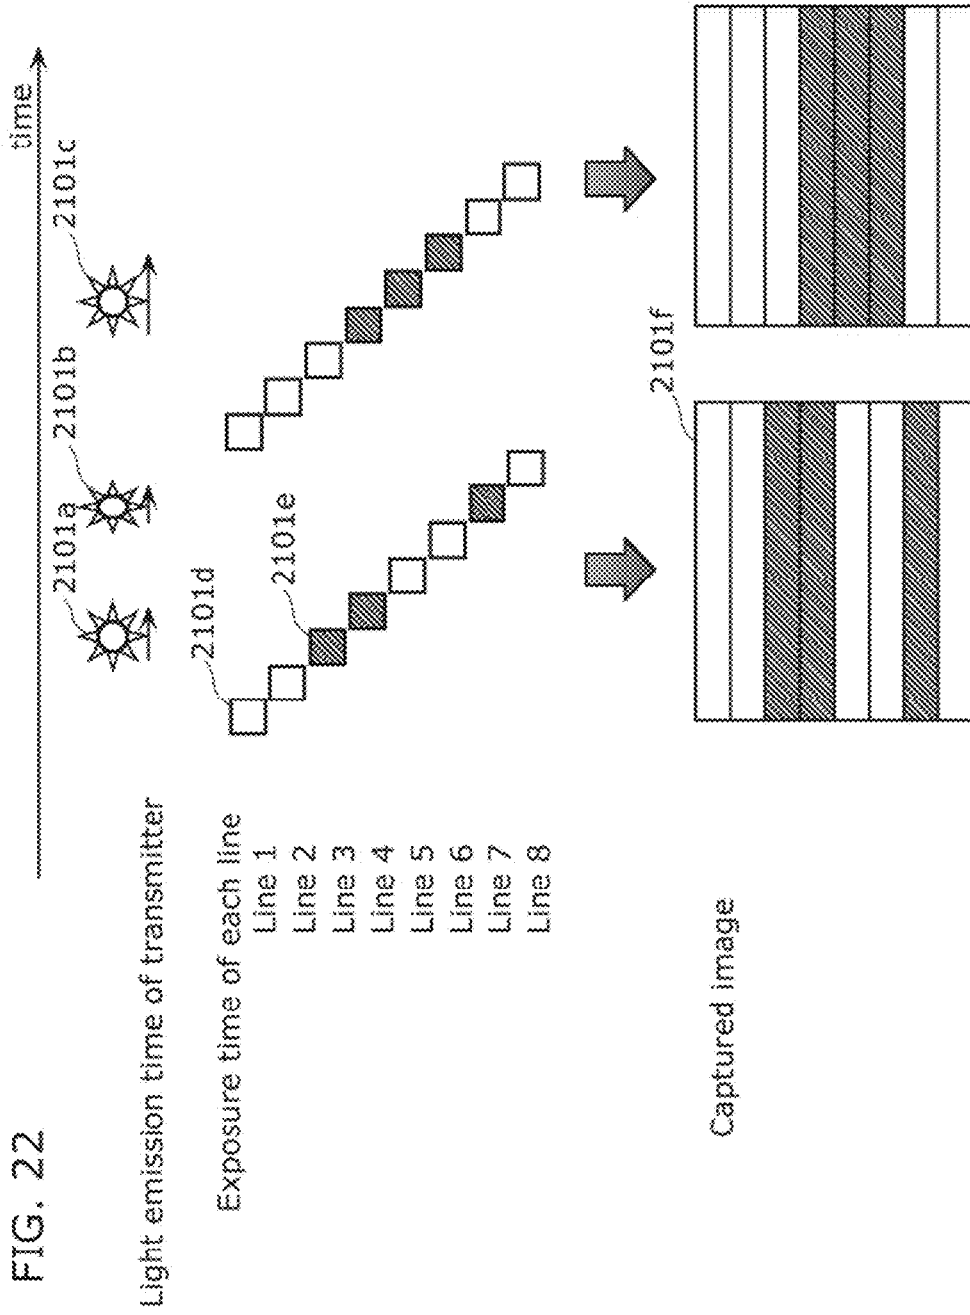 FIG. 22
time
Light emission time of transmitter
2101a
2101b
2101c
Exposure time of each line
2101d
2101e
Line 1
Line 2
Line 3
Line 4
Line 5
Line 6
Line 7
Line 8
Captured image
2101f